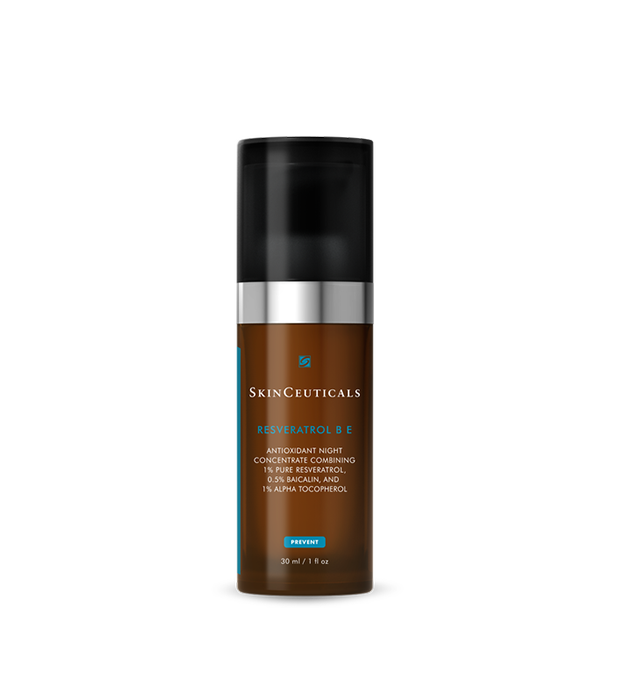 SKINCEUTICALS
RESVERATROL B E
ANTIOXIDANT NIGHT
CONCENTRATE COMBINING
1% PURE RESVERATROL,
0.5% BAICALIN, AND
1% ALPHA TOCOPHEROL
PREVENT
30 ml / 1 fl oz